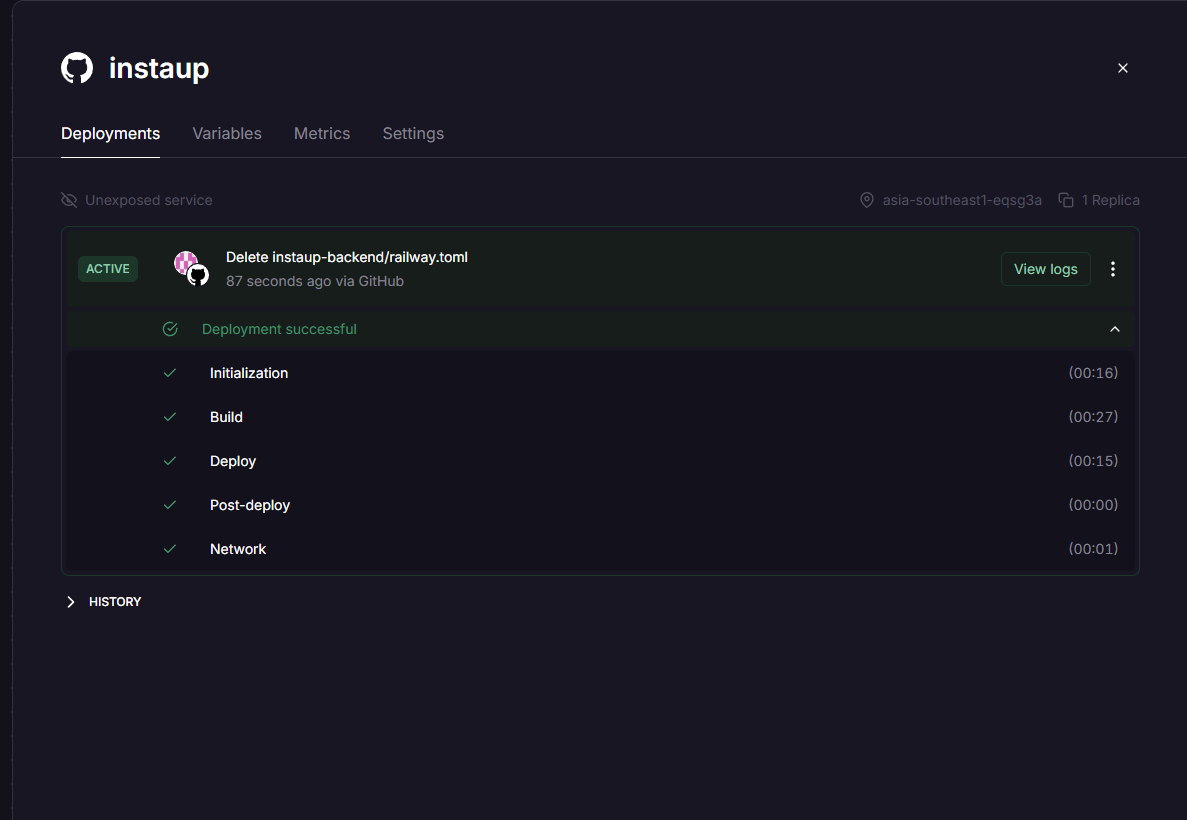 instaup
Deployments Variables Metrics Settings
Unexposed service asia-southeast1-eqsg3a 1 Replica
ACTIVE Delete instaup-backend/railway.toml View logs
87 seconds ago via GitHub
Deployment successful
Initialization (00:16)
Build (00:27)
Deploy (00:15)
Post-deploy (00:00)
Network (00:01)
HISTORY